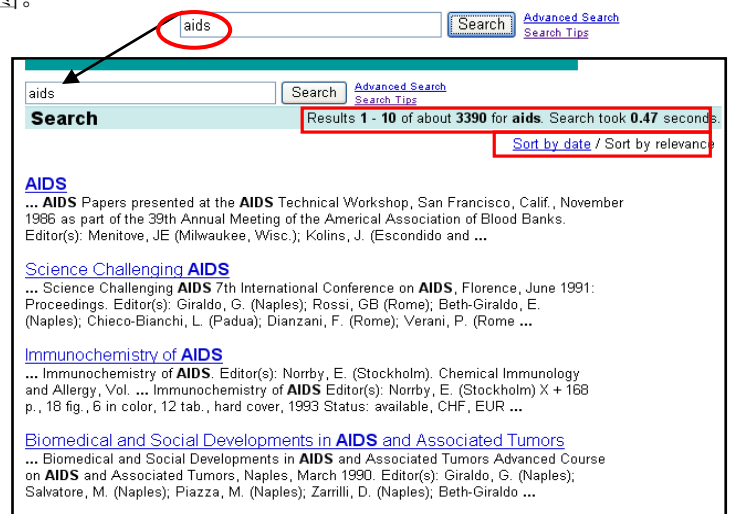 图。
aids Search Advanced Search
Search Tips
aids Search Advanced Search
Search Tips
Search Results 1 - 10 of about 3390 for aids. Search took 0.47 seconds.
Sort by date / Sort by relevance
AIDS
... AIDS Papers presented at the AIDS Technical Workshop, San Francisco, Calif., November
1986 as part of the 39th Annual Meeting of the Americal Association of Blood Banks.
Editor(s): Menitove, JE (Milwaukee, Wisc.); Kolins, J. (Escondido and ...
Science Challenging AIDS
... Science Challenging AIDS 7th International Conference on AIDS, Florence, June 1991:
Proceedings. Editor(s): Giraldo, G. (Naples); Rossi, GB (Rome); Beth-Giraldo, E.
(Naples); Chieco-Bianchi, L. (Padua); Dianzani, F. (Rome); Verani, P. (Rome ...
Immunochemistry of AIDS
... Immunochemistry of AIDS. Editor(s): Norrby, E. (Stockholm). Chemical Immunology
and Allergy, Vol. ... Immunochemistry of AIDS Editor(s): Norrby, E. (Stockholm) X + 168
p., 18 fig., 6 in color, 12 tab., hard cover, 1993 Status: available, CHF, EUR ...
Biomedical and Social Developments in AIDS and Associated Tumors
... Biomedical and Social Developments in AIDS and Associated Tumors Advanced Course
on AIDS and Associated Tumors, Naples, March 1990. Editor(s): Giraldo, G. (Naples);
Salvatore, M. (Naples); Piazza, M. (Naples); Zarrilli, D. (Naples); Beth-Giraldo ...